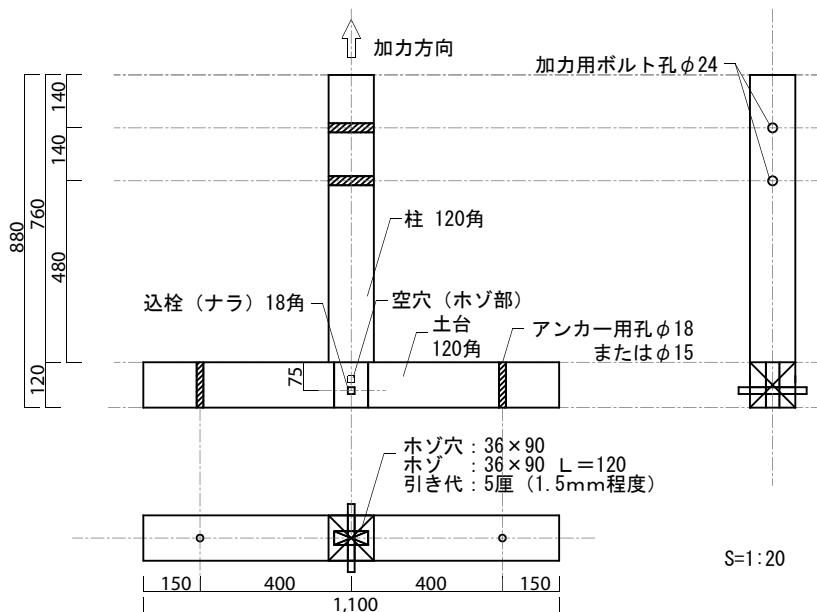 加力方向
加力用ボルト孔φ24
140
140
760
880
480
柱 120角
込栓（ナラ）18角
空穴（ホゾ部）
土台
120角
アンカー用孔φ18
またはφ15
120
75
ホゾ穴：36×90
ホゾ　：36×90 L＝120
引き代：5厘（1.5mm程度）
S=1:20
150
400
400
150
1,100